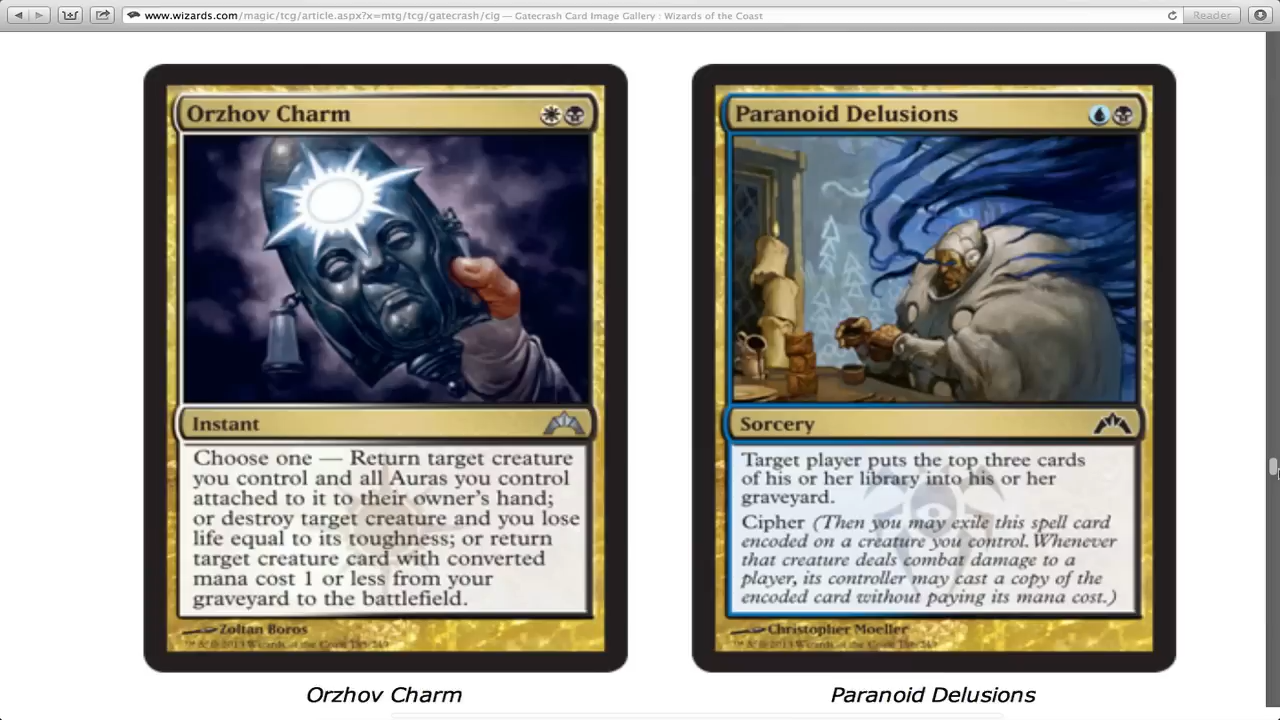 www.wizards.com/magic/tcg/article.aspx?x=mtg/tcg/gatecrash/cig — Gatecrash Card Image Gallery : Wizards of the Coast
Reader
Orzhov Charm
Instant
Choose one — Return target creature
you control and all Auras you control
attached to it to their owner's hand;
or destroy target creature and you lose
life equal to its toughness; or return
target creature card with converted
mana cost 1 or less from your
graveyard to the battlefield.
Zoltan Boros
Orzhov Charm
Paranoid Delusions
Sorcery
Target player puts the top three cards
of his or her library into his or her
graveyard.
Cipher (Then you may exile this spell card
encoded on a creature you control. Whenever
that creature deals combat damage to a
player, its controller may cast a copy of the
encoded card without paying its mana cost.)
Christopher Moeller
Paranoid Delusions